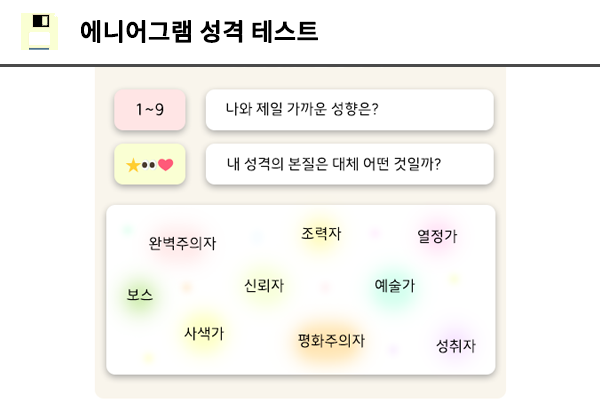 에니어그램 성격 테스트
1~9
나와 제일 가까운 성향은?
내 성격의 본질은 대체 어떤 것일까?
완벽주의자
조력자
열정가
보스
신뢰자
예술가
사색가
평화주의자
성취자